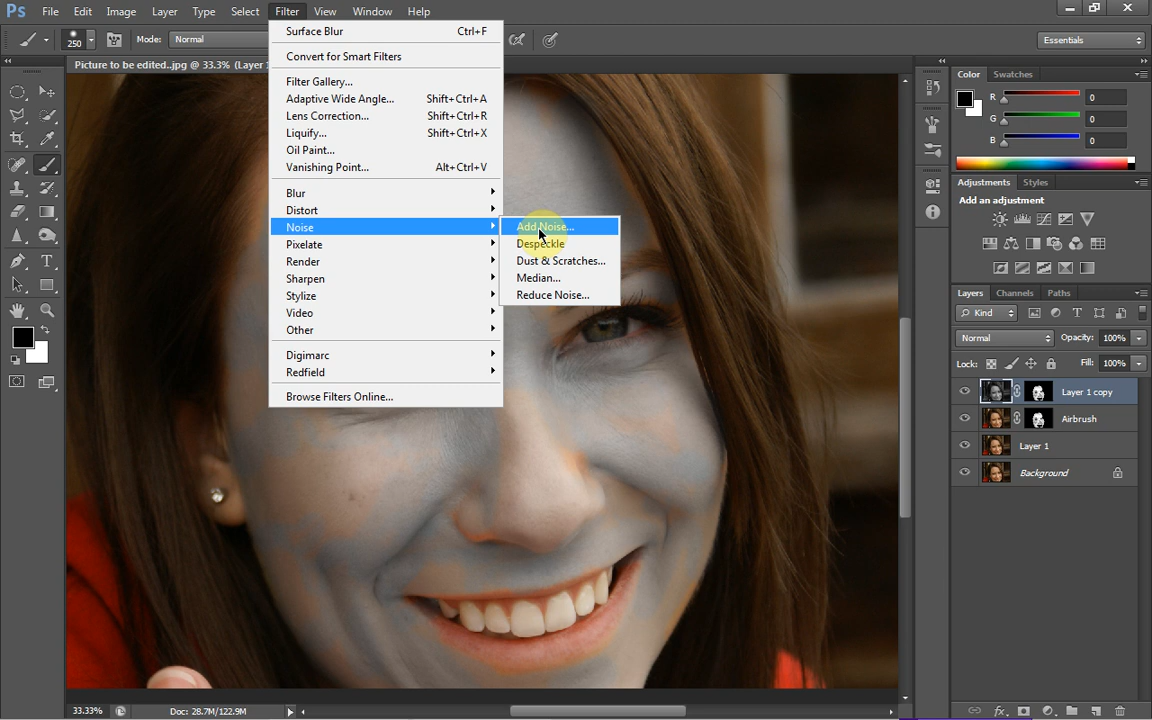 Ps File Edit Image Layer Type Select Filter View Window Help
250 Mode: Normal Essentials
Picture to be edited..jpg @ 33.3% (Layer 1
Surface Blur Ctrl+F
Convert for Smart Filters
Filter Gallery...
Adaptive Wide Angle... Shift+Ctrl+A
Lens Correction... Shift+Ctrl+R
Liquify... Shift+Ctrl+X
Oil Paint...
Vanishing Point... Alt+Ctrl+V
Blur
Distort
Noise
Pixelate
Render
Sharpen
Stylize
Video
Other
Digimarc
Redfield
Browse Filters Online...
Add Noise...
Despeckle
Dust & Scratches...
Median...
Reduce Noise...
Color Swatches
R 0
G 0
B 0
Adjustments Styles
Add an adjustment
Layers Channels Paths
Kind
Normal Opacity: 100%
Lock: Fill: 100%
Layer 1 copy
Airbrush
Layer 1
Background
33.33% Doc: 28.7M/122.9M